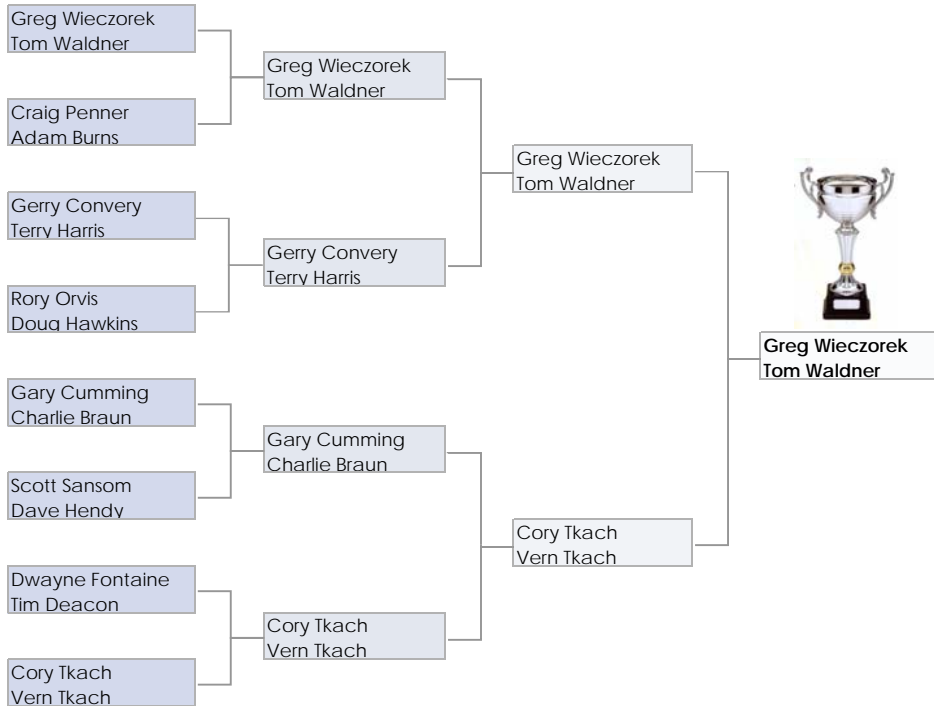 Greg Wieczorek
Tom Waldner
Craig Penner
Adam Burns
Gerry Convery
Terry Harris
Rory Orvis
Doug Hawkins
Gary Cumming
Charlie Braun
Scott Sansom
Dave Hendy
Dwayne Fontaine
Tim Deacon
Cory Tkach
Vern Tkach
Greg Wieczorek
Tom Waldner
Gerry Convery
Terry Harris
Gary Cumming
Charlie Braun
Cory Tkach
Vern Tkach
Greg Wieczorek
Tom Waldner
Cory Tkach
Vern Tkach
Greg Wieczorek
Tom Waldner